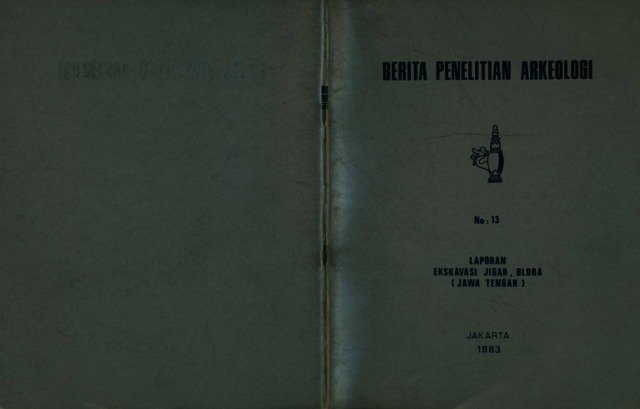 BERITA PENELITIAN ARKEOLOGI
No : 13
LAPORAN
EKSKAVASI JIGAR, BLORA
( JAWA TENGAH )
JAKARTA
1983